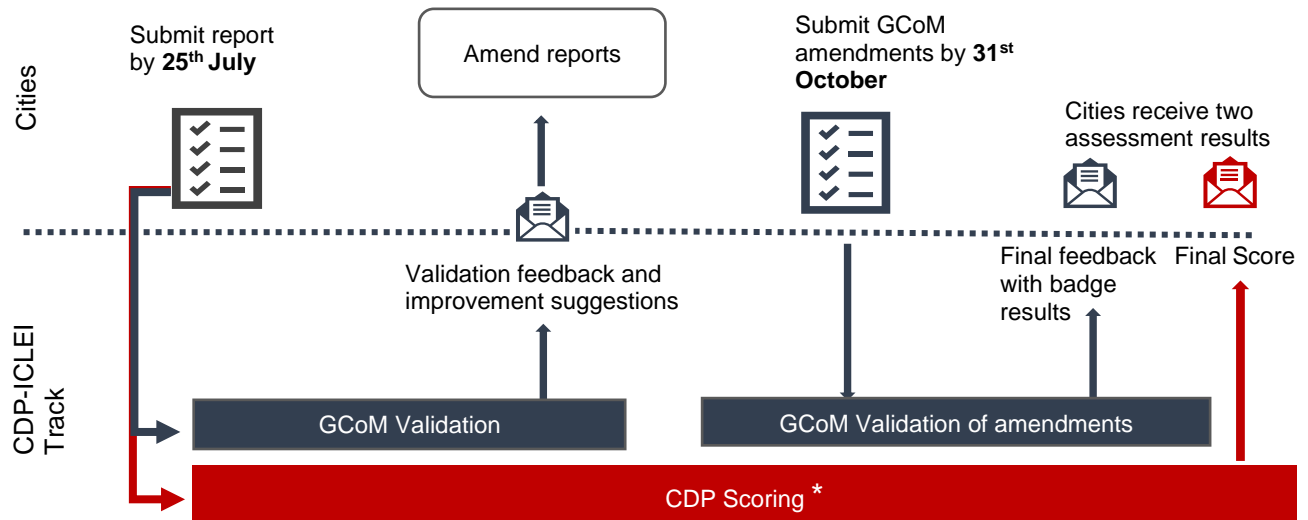 Cities
Submit report
by 25th July
Amend reports
Submit GCoM
amendments by 31st
October
Cities receive two
assessment results
CDP-ICLEI
Track
Validation feedback and
improvement suggestions
Final feedback
with badge
results
Final Score
GCoM Validation
GCoM Validation of amendments
CDP Scoring *